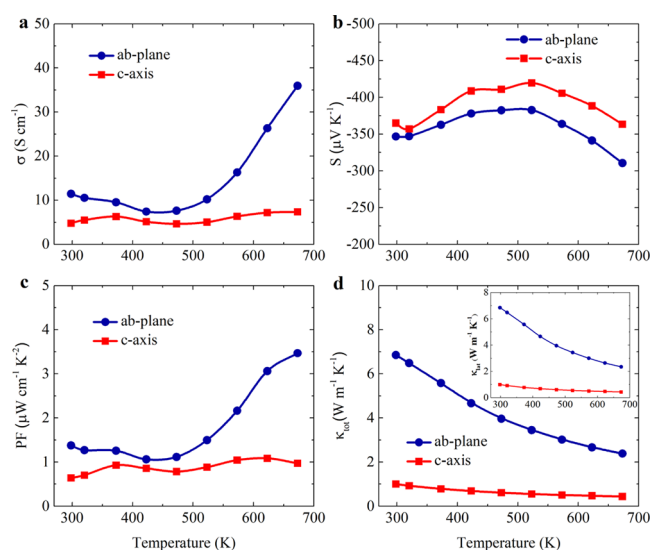 a
50
40
30
20
10
0
σ (S cm⁻¹)
ab-plane
c-axis
300 400 500 600 700
b
-500
-450
-400
-350
-300
-250
-200
S (μV K⁻¹)
ab-plane
c-axis
300 400 500 600 700
c
5
4
3
2
1
0
PF (μW cm⁻¹ K⁻²)
ab-plane
c-axis
300 400 500 600 700
Temperature (K)
d
10
8
6
4
2
0
κtot(W m⁻¹ K⁻¹)
ab-plane
c-axis
8
6
4
2
0
κtot(W m⁻¹ K⁻¹)
300 400 500 600 700
300 400 500 600 700
Temperature (K)